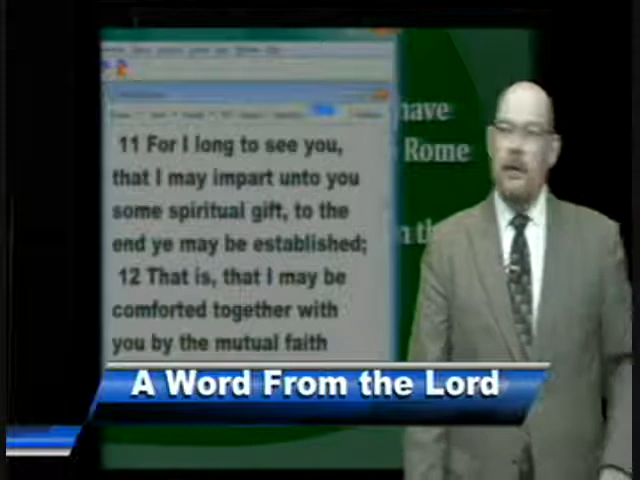 11 For I long to see you,
that I may impart unto you
some spiritual gift, to the
end ye may be established;
12 That is, that I may be
comforted together with
you by the mutual faith
have
Rome
A Word From the Lord